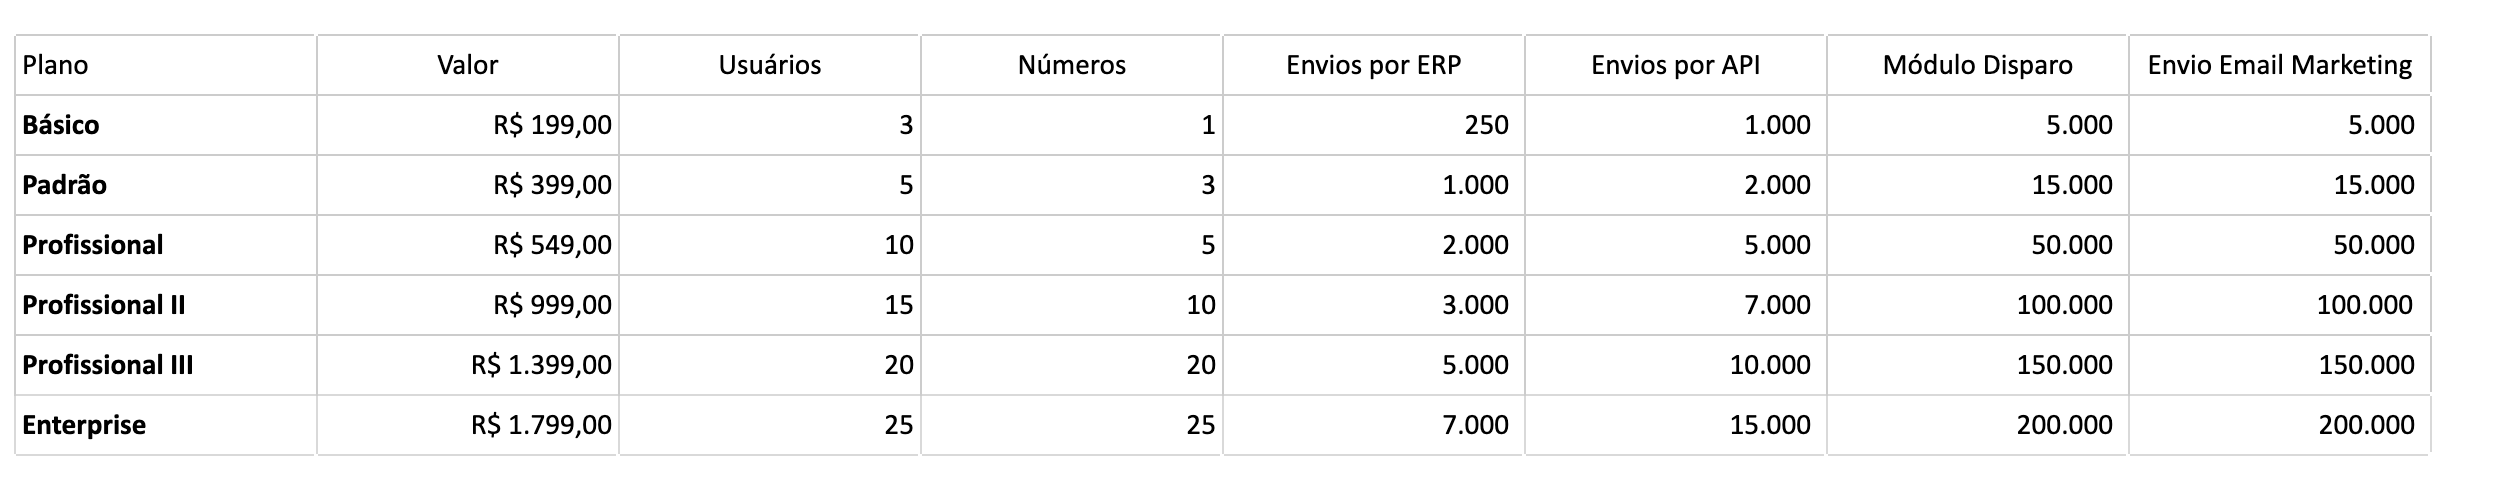 Plano Valor Usuários Números Envios por ERP Envios por API Módulo Disparo Envio Email Marketing
Básico R$ 199,00 3 1 250 1.000 5.000 5.000
Padrão R$ 399,00 5 3 1.000 2.000 15.000 15.000
Profissional R$ 549,00 10 5 2.000 5.000 50.000 50.000
Profissional II R$ 999,00 15 10 3.000 7.000 100.000 100.000
Profissional III R$ 1.399,00 20 20 5.000 10.000 150.000 150.000
Enterprise R$ 1.799,00 25 25 7.000 15.000 200.000 200.000